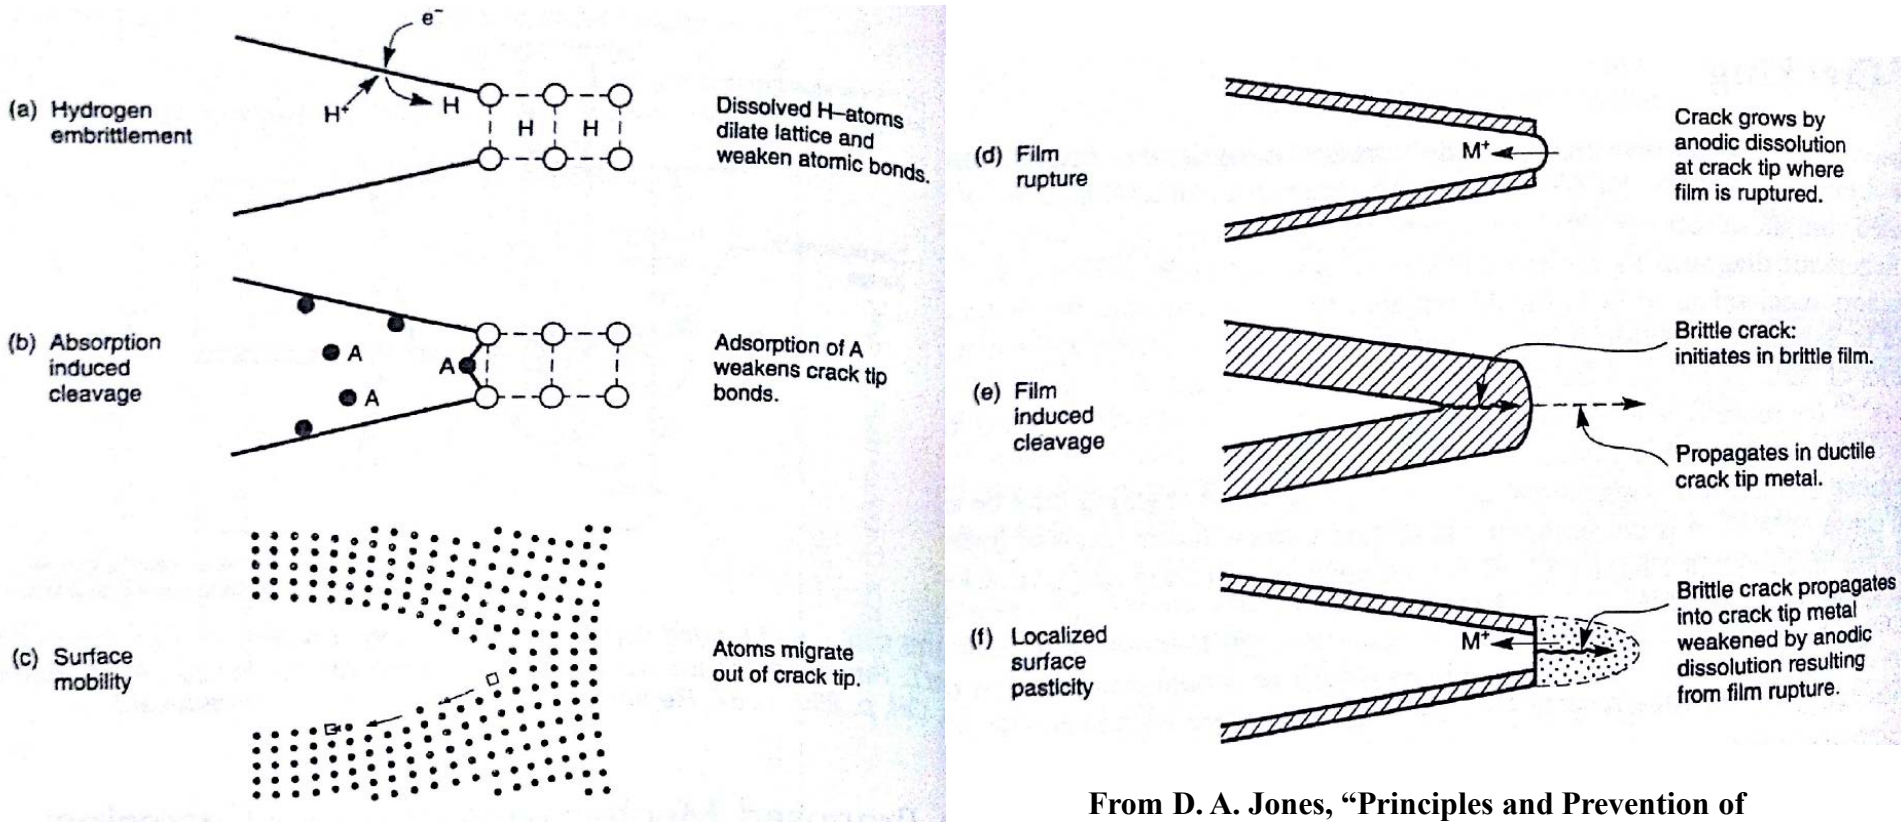 e⁻
(a) Hydrogen
embrittlement
H⁺
H
H
H
Dissolved H–atoms
dilate lattice and
weaken atomic bonds.
(b) Absorption
induced
cleavage
A
A
A
Adsorption of A
weakens crack tip
bonds.
(c) Surface
mobility
Atoms migrate
out of crack tip.
(d) Film
rupture
M⁺
Crack grows by
anodic dissolution
at crack tip where
film is ruptured.
(e) Film
induced
cleavage
Brittle crack:
initiates in brittle film.
Propagates in ductile
crack tip metal.
(f) Localized
surface
pasticity
M⁺
Brittle crack propagates
into crack tip metal
weakened by anodic
dissolution resulting
from film rupture.
From D. A. Jones, “Principles and Prevention of